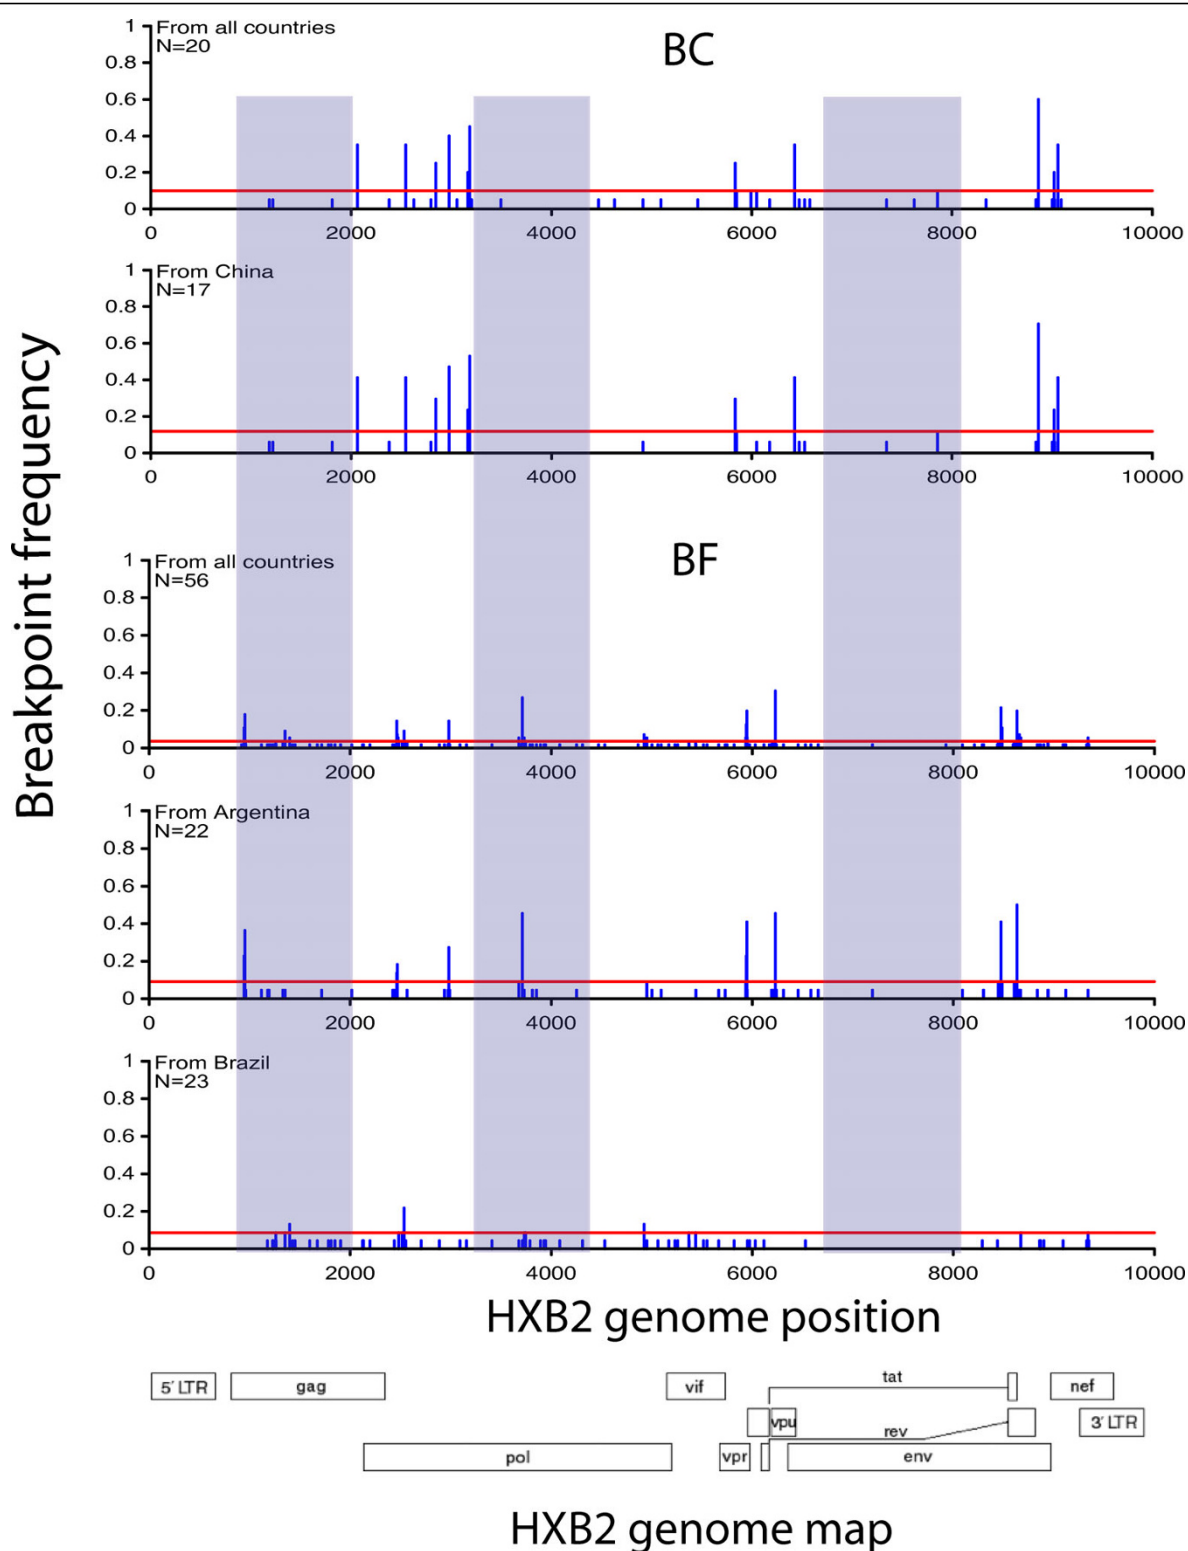 BC
From all countries
N=20
1
0.8
0.6
0.4
0.2
0
0 2000 4000 6000 8000 10000
From China
N=17
1
0.8
0.6
0.4
0.2
0
0 2000 4000 6000 8000 10000
Breakpoint frequency
BF
From all countries
N=56
1
0.8
0.6
0.4
0.2
0
0 2000 4000 6000 8000 10000
From Argentina
N=22
1
0.8
0.6
0.4
0.2
0
0 2000 4000 6000 8000 10000
From Brazil
N=23
1
0.8
0.6
0.4
0.2
0
0 2000 4000 6000 8000 10000
HXB2 genome position
5′ LTR gag vif tat nef
vpu rev 3′ LTR
pol vpr env
HXB2 genome map